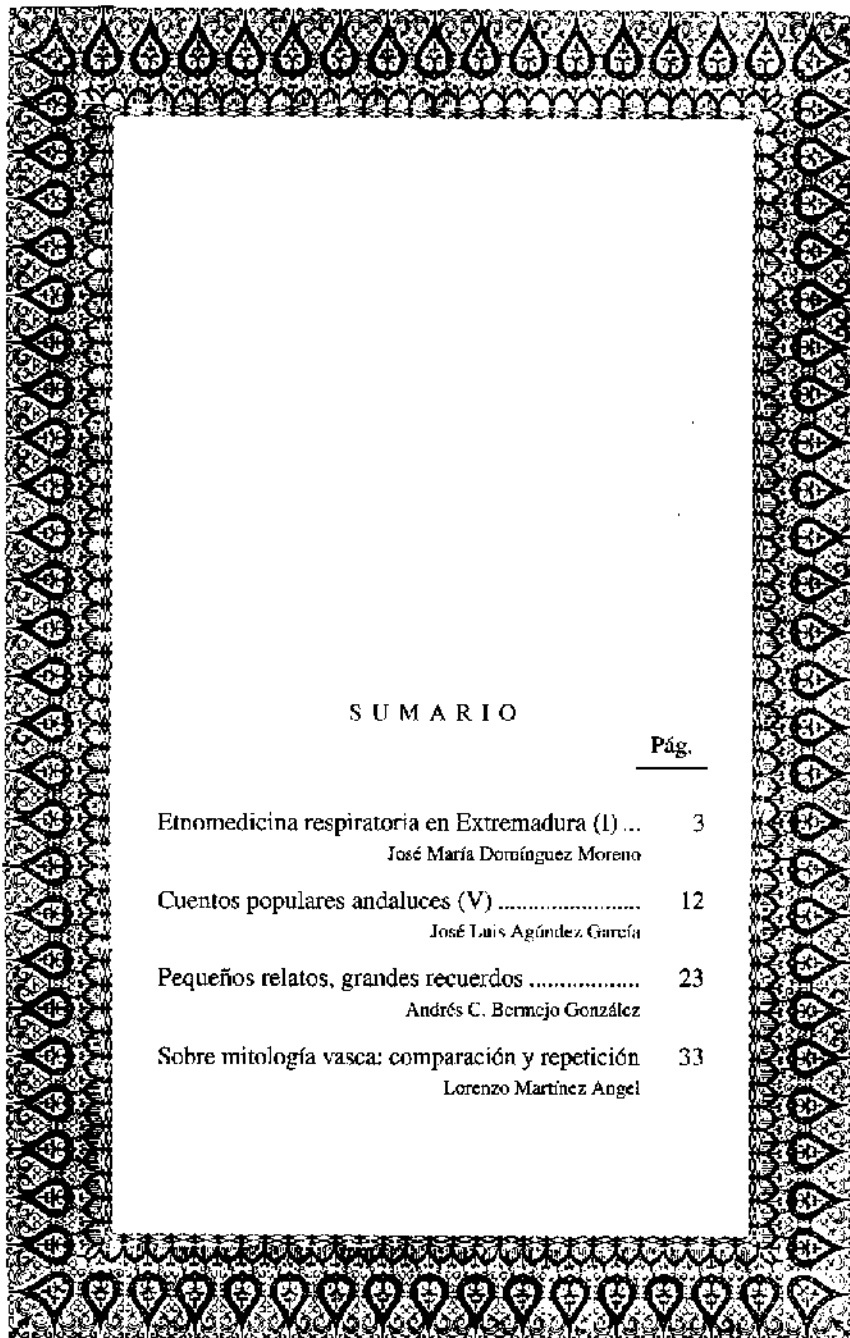 SUMARIO
Pág.
Etnomedicina respiratoria en Extremadura (I) ... 3
José María Domínguez Moreno
Cuentos populares andaluces (V) ........................ 12
José Luis Agúndez García
Pequeños relatos, grandes recuerdos .................. 23
Andrés C. Bermejo González
Sobre mitología vasca: comparación y repetición 33
Lorenzo Martínez Angel